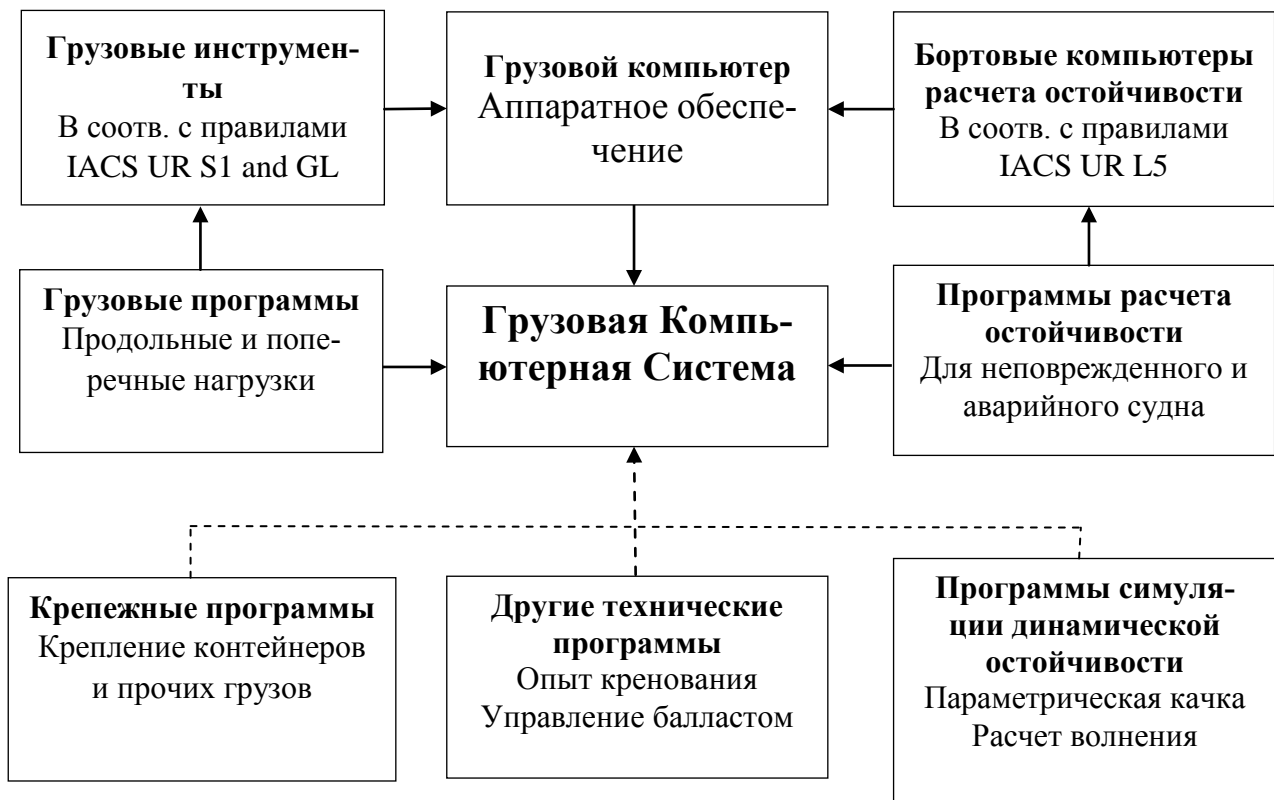 Грузовые инструмен-
ты
В соотв. с правилами
IACS UR S1 and GL
Грузовой компьютер
Аппаратное обеспе-
чение
Бортовые компьютеры
расчета остойчивости
В соотв. с правилами
IACS UR L5
Грузовые программы
Продольные и попе-
речные нагрузки
Грузовая Компь-
ютерная Система
Программы расчета
остойчивости
Для неповрежденного и
аварийного судна
Крепежные программы
Крепление контейнеров
и прочих грузов
Другие технические
программы
Опыт кренования
Управление балластом
Программы симуля-
ции динамической
остойчивости
Параметрическая качка
Расчет волнения